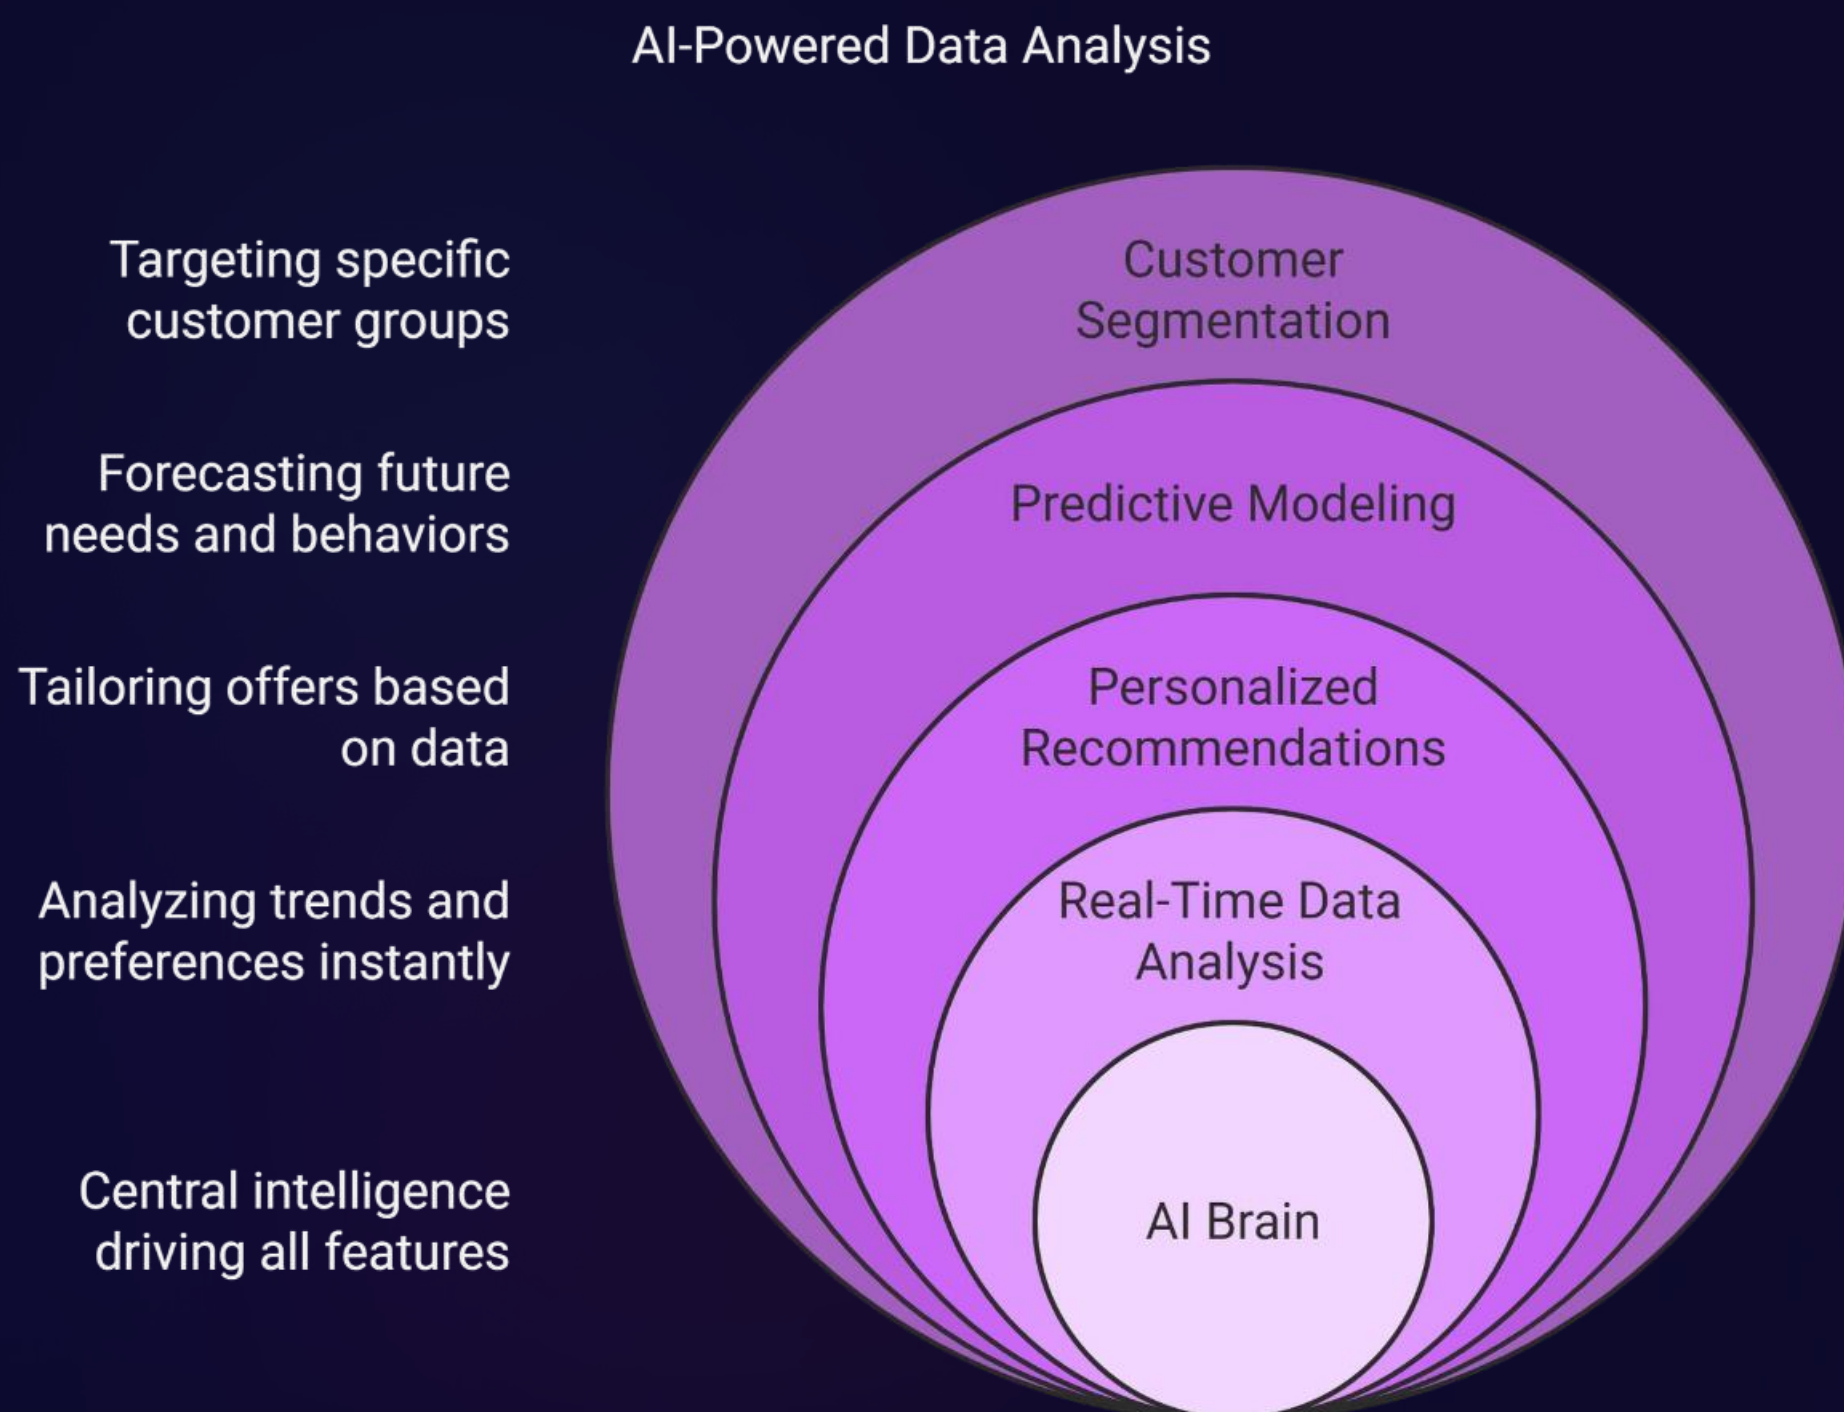 AI-Powered Data Analysis
Targeting specific
customer groups
Customer
Segmentation
Forecasting future
needs and behaviors
Predictive Modeling
Tailoring offers based
on data
Personalized
Recommendations
Analyzing trends and
preferences instantly
Real-Time Data
Analysis
Central intelligence
driving all features
AI Brain